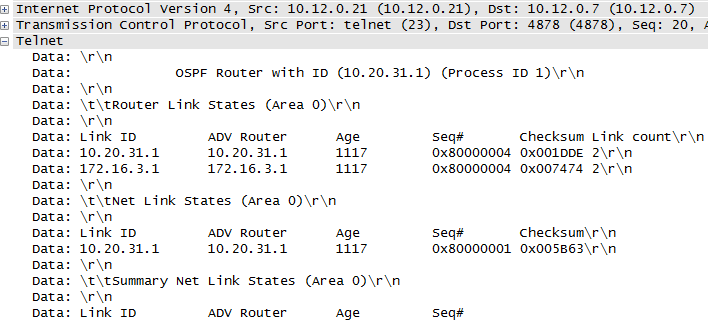 Internet Protocol Version 4, Src: 10.12.0.21 (10.12.0.21), Dst: 10.12.0.7 (10.12.0.7)
Transmission Control Protocol, Src Port: telnet (23), Dst Port: 4878 (4878), Seq: 20, A
Telnet
Data: \r\n
Data:             OSPF Router with ID (10.20.31.1) (Process ID 1)\r\n
Data: \r\n
Data: \t\tRouter Link States (Area 0)\r\n
Data: \r\n
Data: Link ID         ADV Router      Age         Seq#       Checksum Link count\r\n
Data: 10.20.31.1      10.20.31.1      1117        0x80000004 0x001DDE 2\r\n
Data: 172.16.3.1      172.16.3.1      1117        0x80000004 0x007474 2\r\n
Data: \r\n
Data: \t\tNet Link States (Area 0)\r\n
Data: \r\n
Data: Link ID         ADV Router      Age         Seq#       Checksum\r\n
Data: 10.20.31.1      10.20.31.1      1117        0x80000001 0x005B63\r\n
Data: \r\n
Data: \t\tSummary Net Link States (Area 0)\r\n
Data: \r\n
Data: Link ID         ADV Router      Age         Seq#